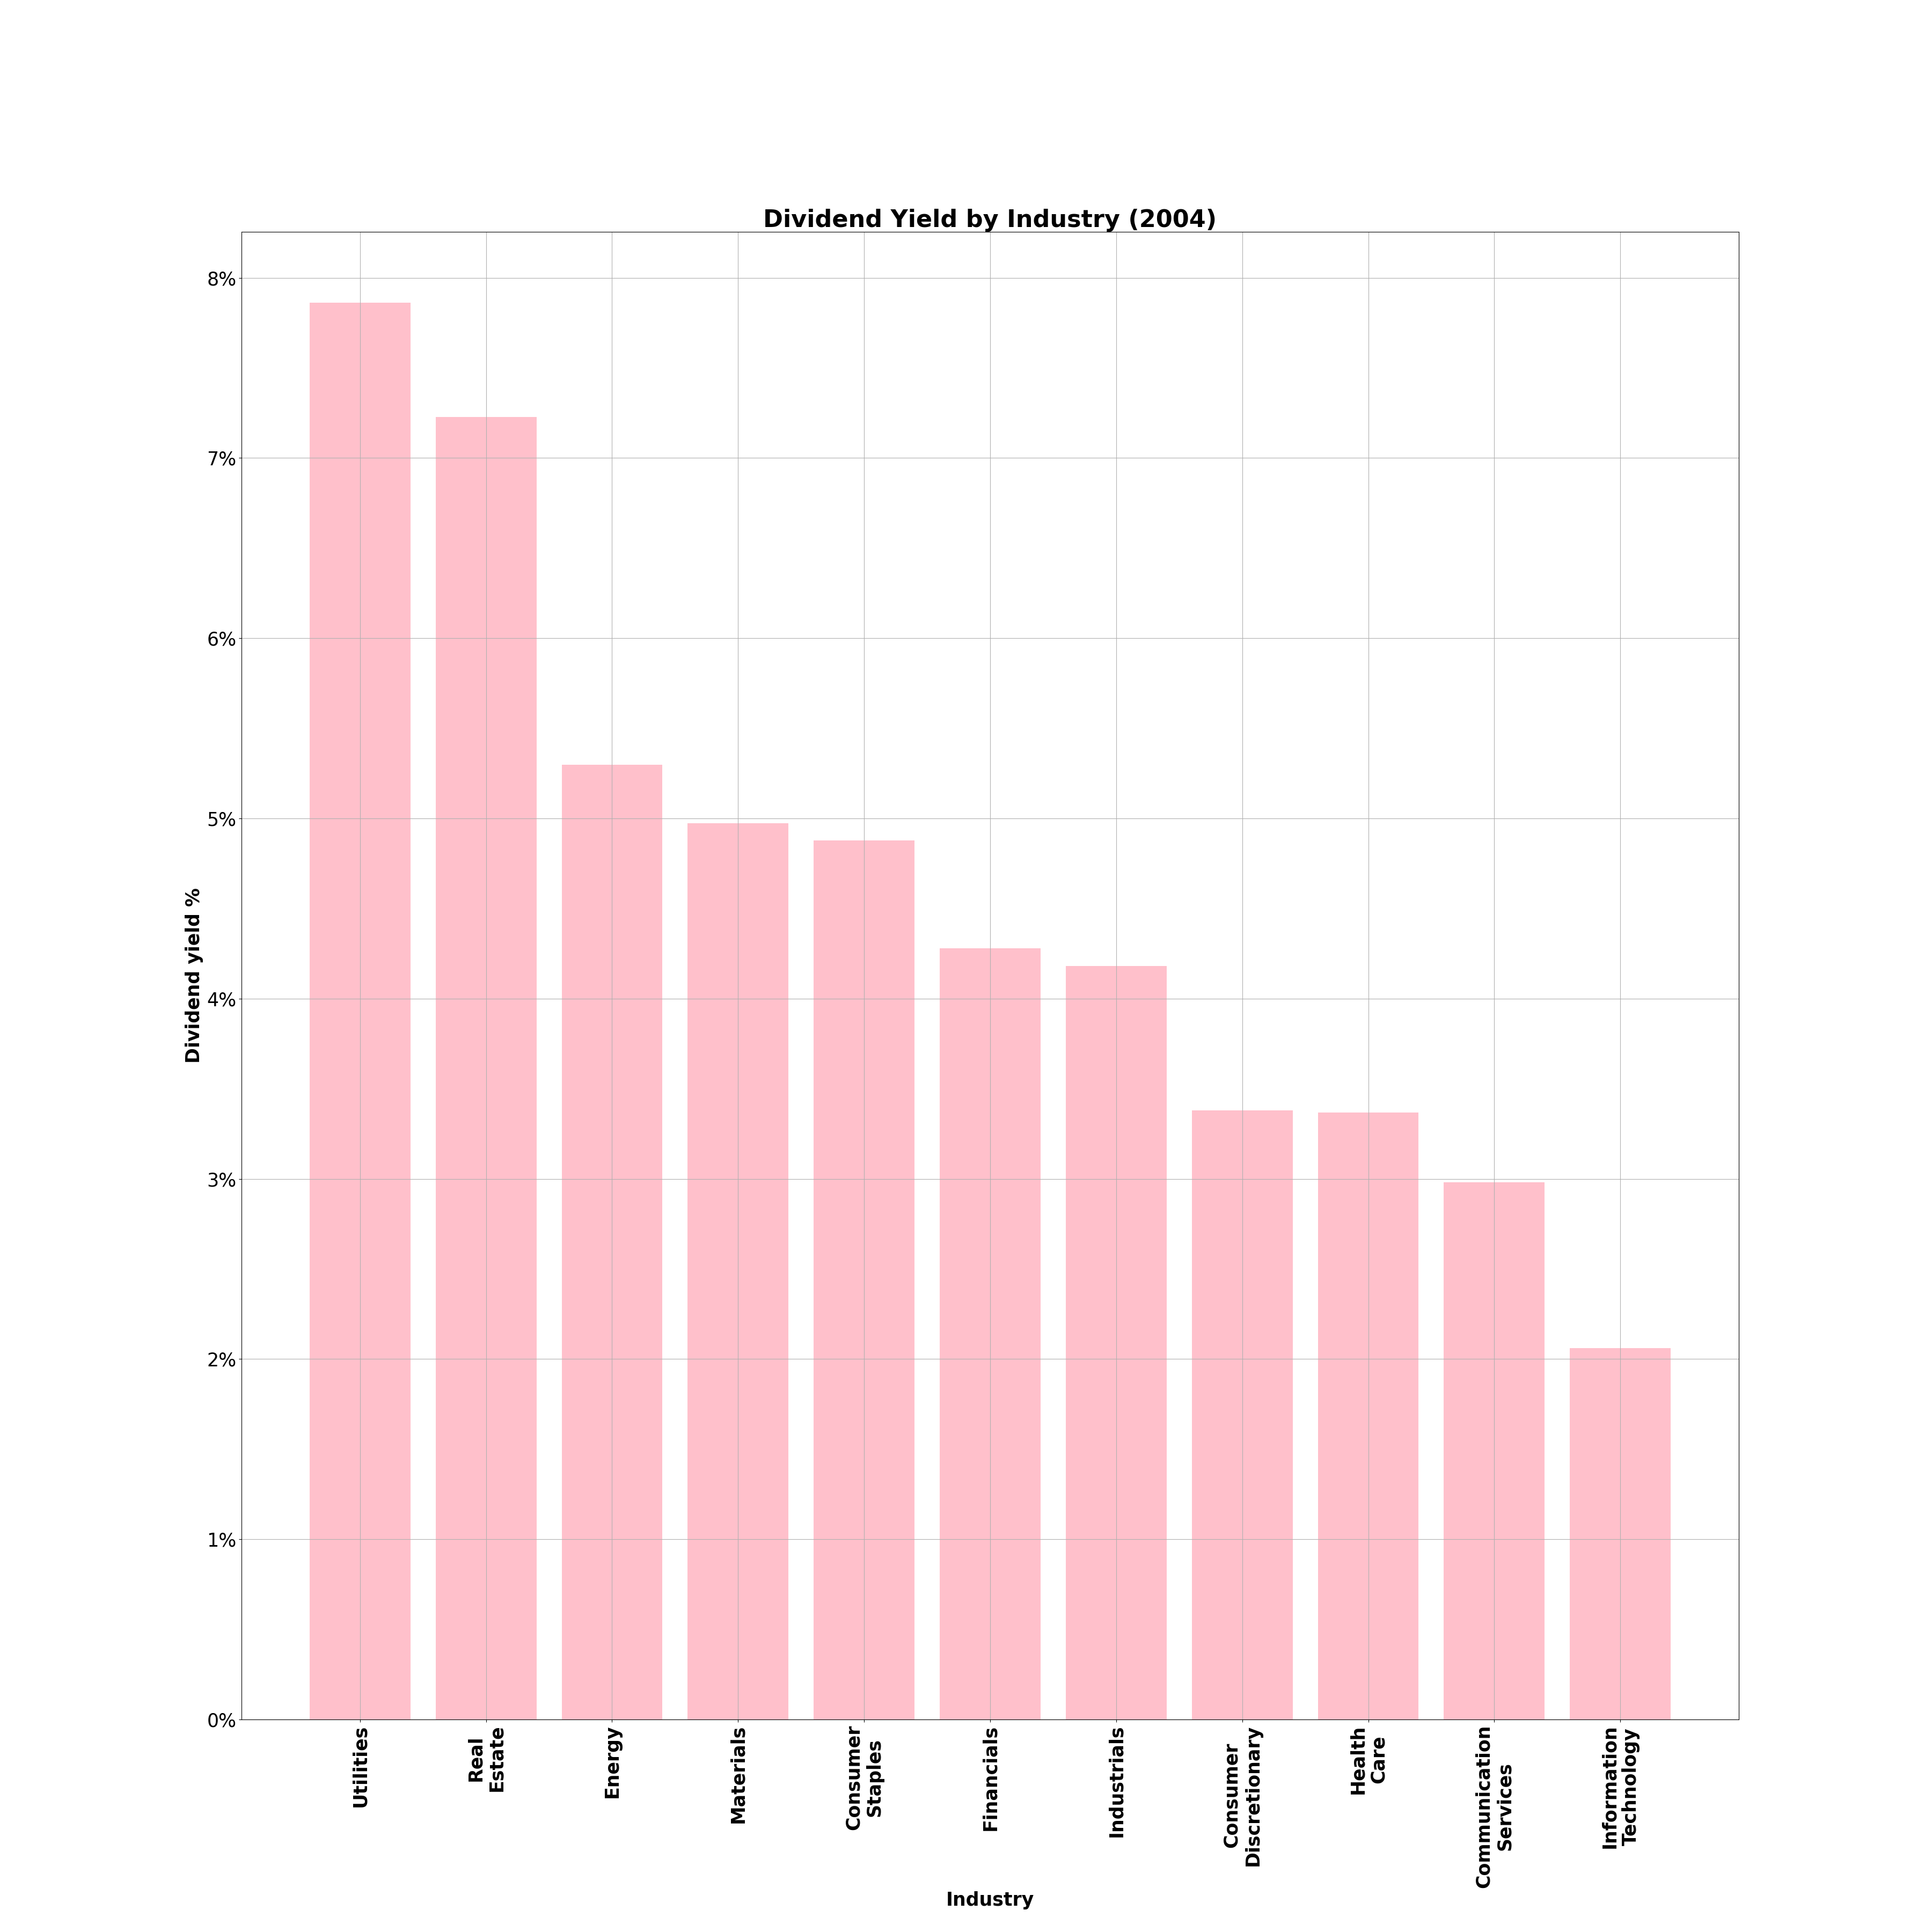 Dividend Yield by Industry (2004)
8%
7%
6%
5%
4%
3%
2%
1%
0%
Dividend yield %
Utilities
Real
Estate
Energy
Materials
Consumer
Staples
Financials
Industrials
Consumer
Discretionary
Health
Care
Communication
Services
Information
Technology
Industry